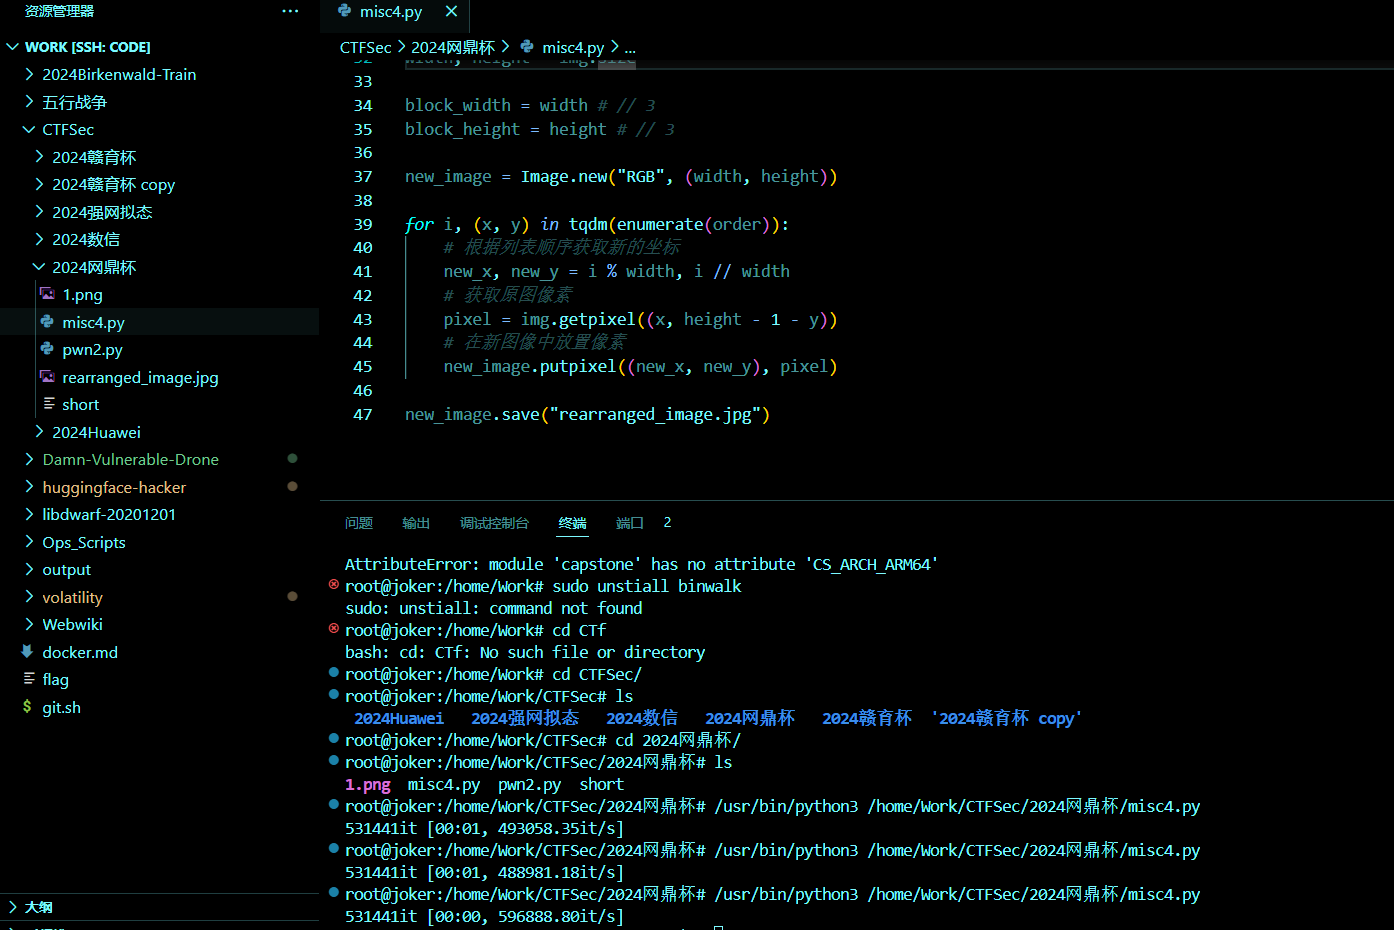 资源管理器 ···
WORK [SSH: CODE]
2024Birkenwald-Train
五行战争
CTFSec
2024赣育杯
2024赣育杯 copy
2024强网拟态
2024数信
2024网鼎杯
1.png
misc4.py
pwn2.py
rearranged_image.jpg
short
2024Huawei
Damn-Vulnerable-Drone
huggingface-hacker
libdwarf-20201201
Ops_Scripts
output
volatility
Webwiki
docker.md
flag
$ git.sh
大纲
misc4.py ×
CTFSec > 2024网鼎杯 > misc4.py > ...
32 width, height = img.size
33
34 block_width = width # // 3
35 block_height = height # // 3
36
37 new_image = Image.new("RGB", (width, height))
38
39 for i, (x, y) in tqdm(enumerate(order)):
40 # 根据列表顺序获取新的坐标
41 new_x, new_y = i % width, i // width
42 # 获取原图像素
43 pixel = img.getpixel((x, height - 1 - y))
44 # 在新图像中放置像素
45 new_image.putpixel((new_x, new_y), pixel)
46
47 new_image.save("rearranged_image.jpg")
问题 输出 调试控制台 终端 端口 2
AttributeError: module 'capstone' has no attribute 'CS_ARCH_ARM64'
root@joker:/home/Work# sudo unstiall binwalk
sudo: unstiall: command not found
root@joker:/home/Work# cd CTf
bash: cd: CTf: No such file or directory
root@joker:/home/Work# cd CTFSec/
root@joker:/home/Work/CTFSec# ls
2024Huawei 2024强网拟态 2024数信 2024网鼎杯 2024赣育杯 '2024赣育杯 copy'
root@joker:/home/Work/CTFSec# cd 2024网鼎杯/
root@joker:/home/Work/CTFSec/2024网鼎杯# ls
1.png misc4.py pwn2.py short
root@joker:/home/Work/CTFSec/2024网鼎杯# /usr/bin/python3 /home/Work/CTFSec/2024网鼎杯/misc4.py
531441it [00:01, 493058.35it/s]
root@joker:/home/Work/CTFSec/2024网鼎杯# /usr/bin/python3 /home/Work/CTFSec/2024网鼎杯/misc4.py
531441it [00:01, 488981.18it/s]
root@joker:/home/Work/CTFSec/2024网鼎杯# /usr/bin/python3 /home/Work/CTFSec/2024网鼎杯/misc4.py
531441it [00:00, 596888.80it/s]